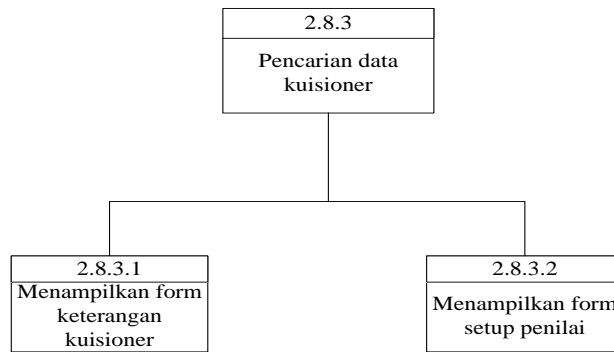 2.8.3
Pencarian data
kuisioner
2.8.3.1
Menampilkan form
keterangan
kuisioner
2.8.3.2
Menampilkan form
setup penilai